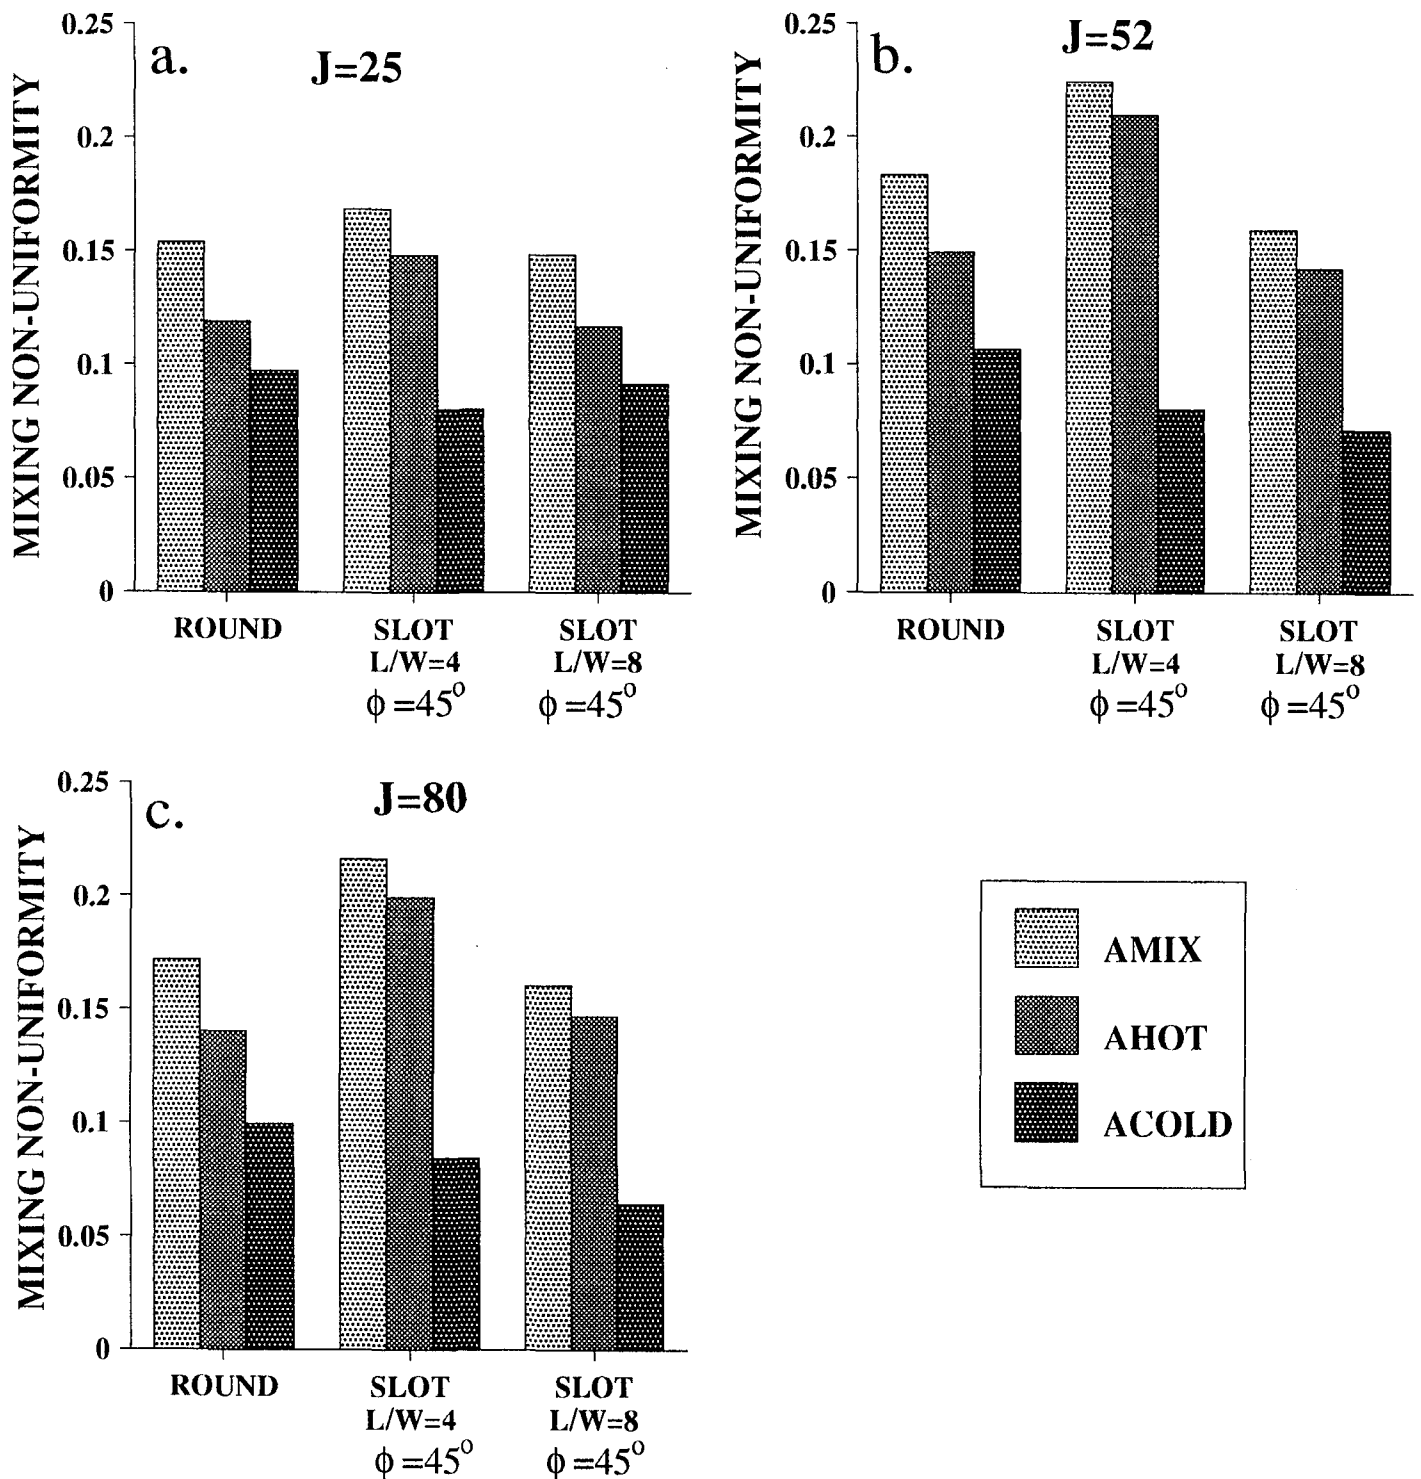 a.
J=25
MIXING NON-UNIFORMITY
0.25
0.2
0.15
0.1
0.05
0
ROUND
SLOT
L/W=4
ϕ =45°
SLOT
L/W=8
ϕ =45°
b.
J=52
MIXING NON-UNIFORMITY
0.25
0.2
0.15
0.1
0.05
0
ROUND
SLOT
L/W=4
ϕ =45°
SLOT
L/W=8
ϕ =45°
c.
J=80
MIXING NON-UNIFORMITY
0.25
0.2
0.15
0.1
0.05
0
ROUND
SLOT
L/W=4
ϕ =45°
SLOT
L/W=8
ϕ =45°
AMIX
AHOT
ACOLD